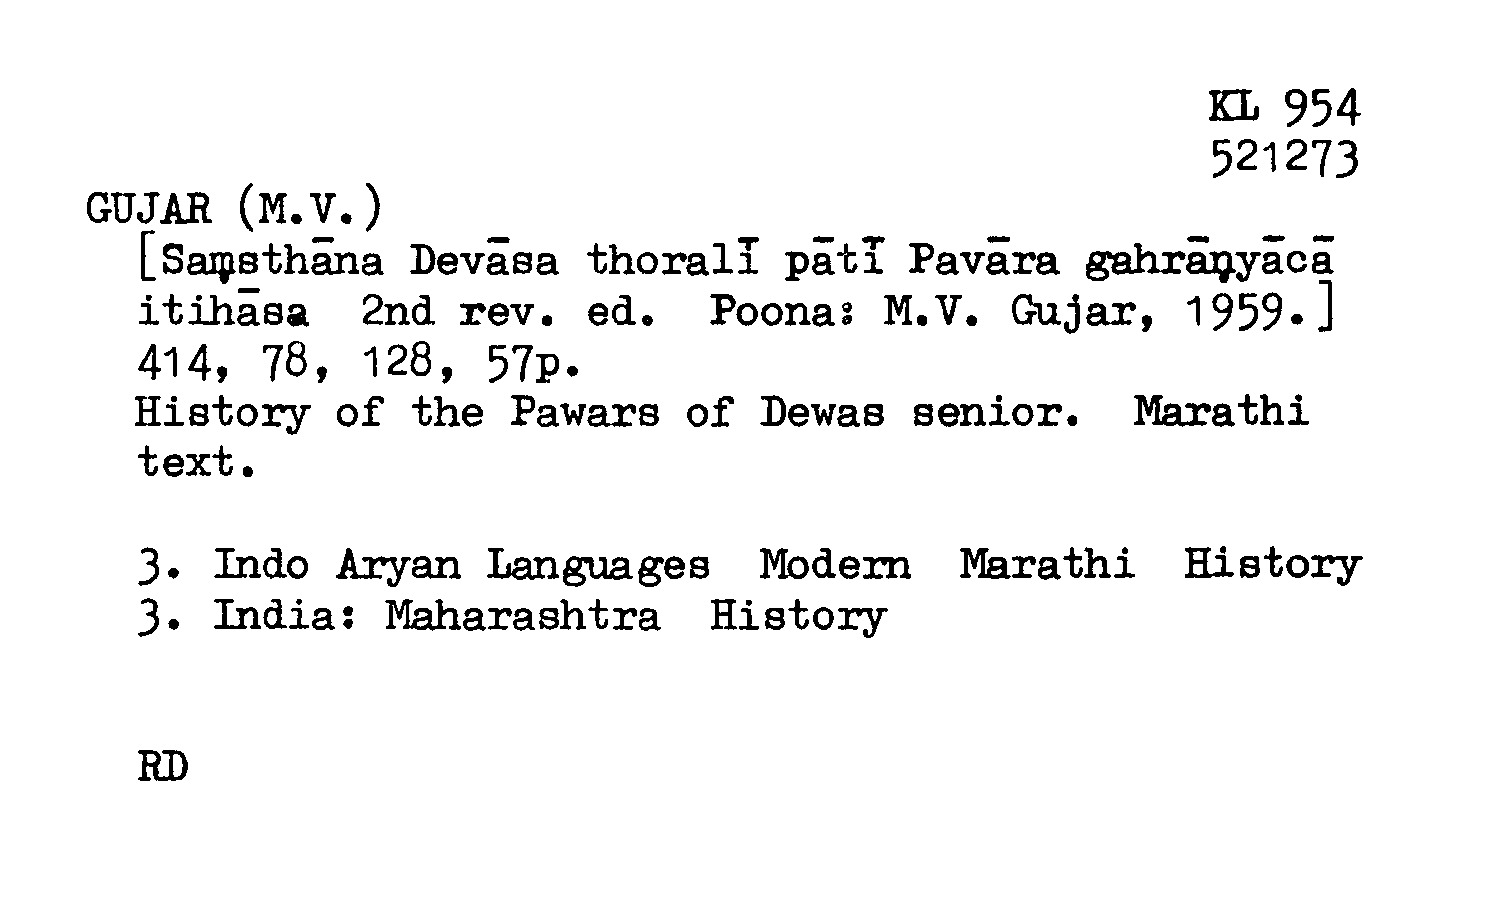 KL 954
521273
GUJAR (M.V.)
[Saṃsthāna Devāsa thoralī pātī Pavāra gahrāṇyācā
itihāsa 2nd rev. ed. Poona: M.V. Gujar, 1959.]
414, 78, 128, 57p.
History of the Pawars of Dewas senior. Marathi
text.
3. Indo Aryan Languages Modern Marathi History
3. India: Maharashtra History
RD